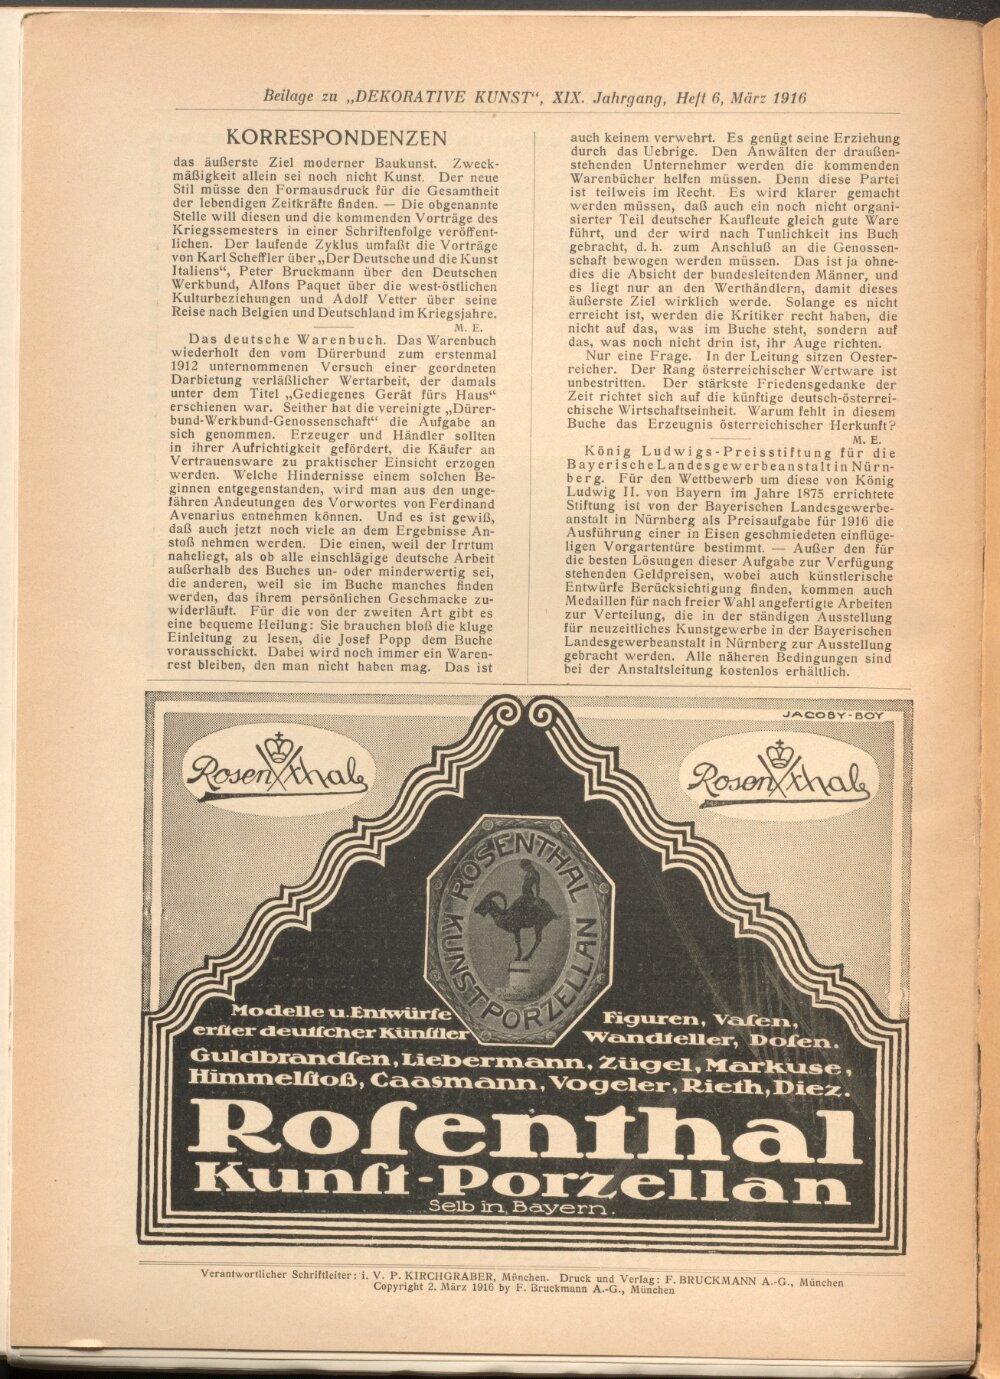 Beilage zu „DEKORATIVE KUNST“, XIX. Jahrgang, Heft 6, März 1916
KORRESPONDENZEN
das äußerste Ziel moderner Baukunst. Zweck-
mäßigkeit allein sei noch nicht Kunst. Der neue
Stil müsse den Formausdruck für die Gesamtheit
der lebendigen Zeitkräfte finden. — Die obgenannte
Stelle will diesen und die kommenden Vorträge des
Kriegssemesters in einer Schriftenfolge veröffent-
lichen. Der laufende Zyklus umfaßt die Vorträge
von Karl Scheffler über „Der Deutsche und die Kunst
Italiens“, Peter Bruckmann über den Deutschen
Werkbund, Alfons Paquet über die west-östlichen
Kulturbeziehungen und Adolf Vetter über seine
Reise nach Belgien und Deutschland im Kriegsjahre.
M. E.
Das deutsche Warenbuch. Das Warenbuch
wiederholt den vom Dürerbund zum erstenmal
1912 unternommenen Versuch einer geordneten
Darbietung verläßlicher Wertarbeit, der damals
unter dem Titel „Gediegenes Gerät fürs Haus“
erschienen war. Seither hat die vereinigte „Dürer-
bund-Werkbund-Genossenschaft“ die Aufgabe an
sich genommen. Erzeuger und Händler sollten
in ihrer Aufrichtigkeit gefördert, die Käufer an
Vertrauensware zu praktischer Einsicht erzogen
werden. Welche Hindernisse einem solchen Be-
ginnen entgegenstanden, wird man aus den unge-
fähren Andeutungen des Vorwortes von Ferdinand
Avenarius entnehmen können. Und es ist gewiß,
daß auch jetzt noch viele an dem Ergebnisse An-
stoß nehmen werden. Die einen, weil der Irrtum
naheliegt, als ob alle einschlägige deutsche Arbeit
außerhalb des Buches un- oder minderwertig sei,
die anderen, weil sie im Buche manches finden
werden, das ihrem persönlichen Geschmacke zu-
widerläuft. Für die von der zweiten Art gibt es
eine bequeme Heilung: Sie brauchen bloß die kluge
Einleitung zu lesen, die Josef Popp dem Buche
vorausschickt. Dabei wird noch immer ein Waren-
rest bleiben, den man nicht haben mag. Das ist
auch keinem verwehrt. Es genügt seine Erziehung
durch das Uebrige. Den Anwälten der draußen-
stehenden Unternehmer werden die kommenden
Warenbücher helfen müssen. Denn diese Partei
ist teilweis im Recht. Es wird klarer gemacht
werden müssen, daß auch ein noch nicht organi-
sierter Teil deutscher Kaufleute gleich gute Ware
führt, und der wird nach Tunlichkeit ins Buch
gebracht, d. h. zum Anschluß an die Genossen-
schaft bewogen werden müssen. Das ist ja ohne-
dies die Absicht der bundesleitenden Männer, und
es liegt nur an den Werthändlern, damit dieses
äußerste Ziel wirklich werde. Solange es nicht
erreicht ist, werden die Kritiker recht haben, die
nicht auf das, was im Buche steht, sondern auf
das, was noch nicht drin ist, ihr Auge richten.
Nur eine Frage. In der Leitung sitzen Oester-
reicher. Der Rang österreichischer Wertware ist
unbestritten. Der stärkste Friedensgedanke der
Zeit richtet sich auf die künftige deutsch-österrei-
chische Wirtschaftseinheit. Warum fehlt in diesem
Buche das Erzeugnis österreichischer Herkunft?
M. E.
König Ludwigs-Preisstiftung für die
Bayerische Landesgewerbeanstalt in Nürn-
berg. Für den Wettbewerb um diese von König
Ludwig II. von Bayern im Jahre 1875 errichtete
Stiftung ist von der Bayerischen Landesgewerbe-
anstalt in Nürnberg als Preisaufgabe für 1916 die
Ausführung einer in Eisen geschmiedeten einflüge-
ligen Vorgartentüre bestimmt. — Außer den für
die besten Lösungen dieser Aufgabe zur Verfügung
stehenden Geldpreisen, wobei auch künstlerische
Entwürfe Berücksichtigung finden, kommen auch
Medaillen für nach freier Wahl angefertigte Arbeiten
zur Verteilung, die in der ständigen Ausstellung
für neuzeitliches Kunstgewerbe in der Bayerischen
Landesgewerbeanstalt in Nürnberg zur Ausstellung
gebracht werden. Alle näheren Bedingungen sind
bei der Anstaltsleitung kostenlos erhältlich.
JACOBY-BOY
Rosenthal
Rosenthal
ROSENTHAL
KUNSTPORZELLAN
Modelle u. Entwürfe
erſter deutſcher Künſtler
Figuren, Vaſen,
Wandteller, Doſen.
Guldbrandſen, Liebermann, Zügel, Markuse,
Himmelſtoß, Caasmann, Vogeler, Rieth, Diez.
Roſenthal
Kunſt-Porzellan
Selb in Bayern.
Verantwortlicher Schriftleiter: i. V. P. KIRCHGRABER, München. Druck und Verlag: F. BRUCKMANN A.-G., München
Copyright 2. März 1916 by F. Bruckmann A.-G., München